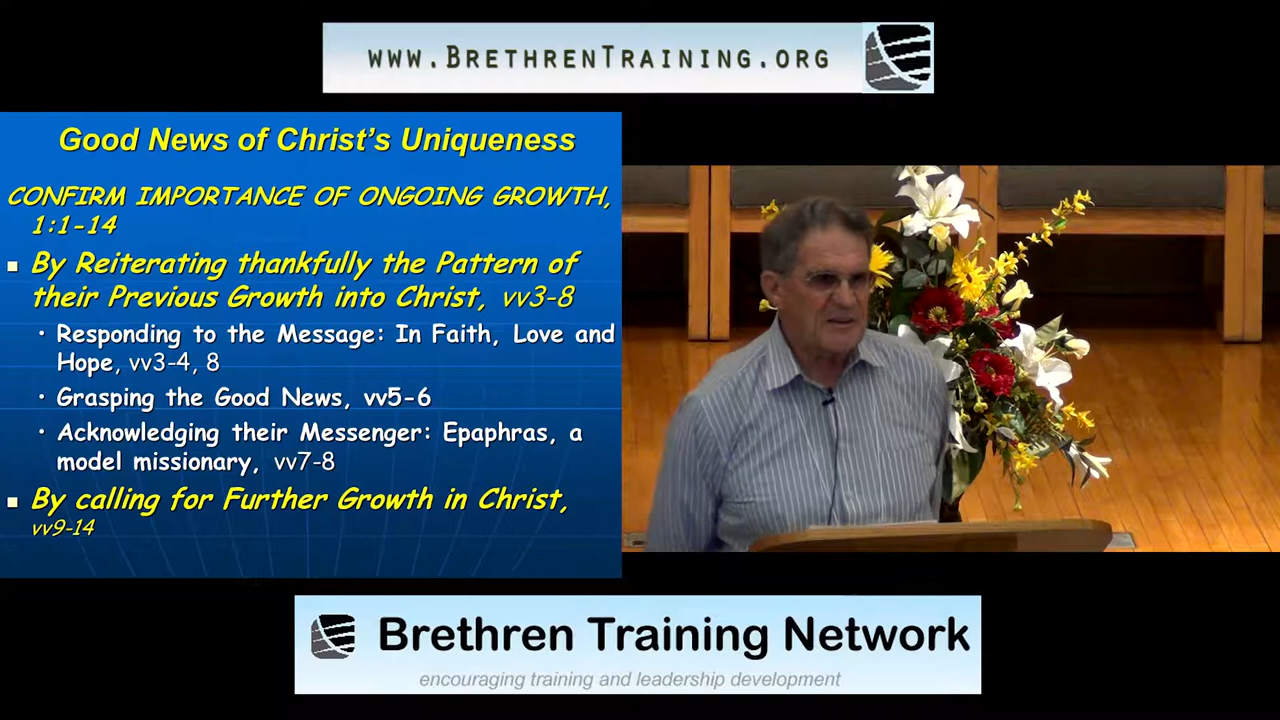 www.BrethrenTraining.org
Good News of Christ's Uniqueness
CONFIRM IMPORTANCE OF ONGOING GROWTH,
1:1-14
By Reiterating thankfully the Pattern of
their Previous Growth into Christ, vv3-8
Responding to the Message: In Faith, Love and
Hope, vv3-4, 8
Grasping the Good News, vv5-6
Acknowledging their Messenger: Epaphras, a
model missionary, vv7-8
By calling for Further Growth in Christ,
vv9-14
Brethren Training Network
encouraging training and leadership development